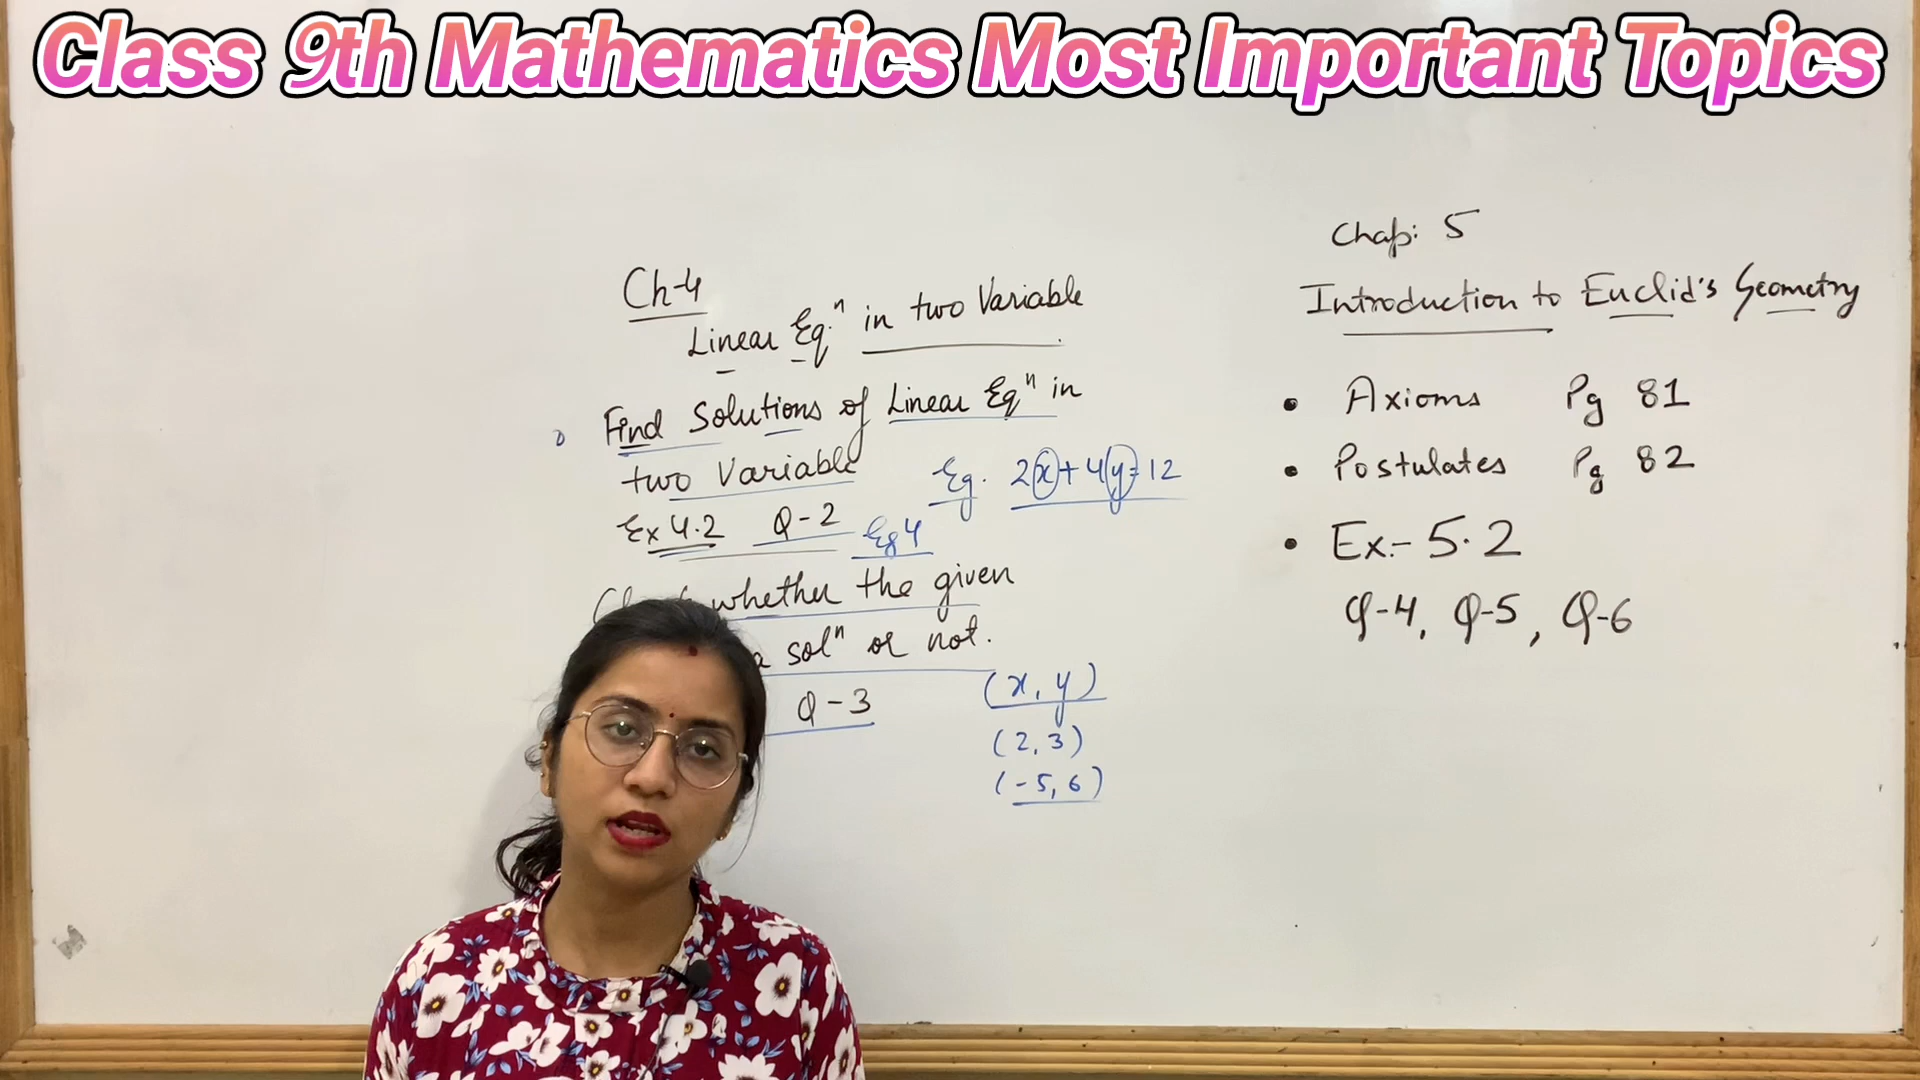 Class 9th Mathematics Most Important Topics
Ch-4
Linear Eqⁿ in two Variable
Find Solutions of Linear Eqⁿ in
two Variable
Eg. 2x+4y=12
Ex 4.2 Q-2 Eg 4
whether the given
a solⁿ or not.
Q-3
(x, y)
(2, 3)
(-5, 6)
Chap: 5
Introduction to Euclid's Geometry
• Axioms Pg 81
• Postulates Pg 82
• Ex.- 5.2
Q-4, Q-5, Q-6